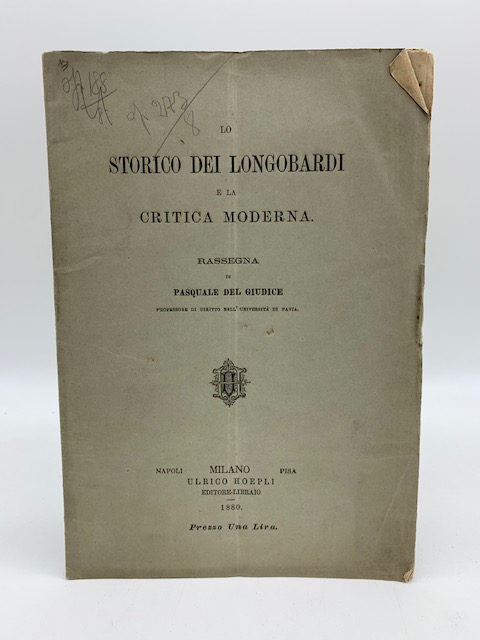 LO
STORICO DEI LONGOBARDI
E LA
CRITICA MODERNA.
RASSEGNA
DI
PASQUALE DEL GIUDICE
PROFESSORE DI DIRITTO NELL'UNIVERSITÀ DI PAVIA.
NAPOLI MILANO PISA
ULRICO HOEPLI
EDITORE-LIBRAIO
1880.
Prezzo Una Lira.